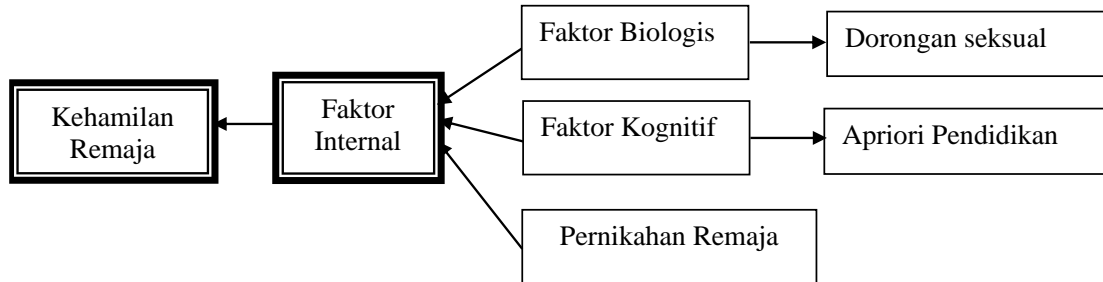 Faktor Biologis
Dorongan seksual
Kehamilan
Remaja
Faktor
Internal
Faktor Kognitif
Apriori Pendidikan
Pernikahan Remaja